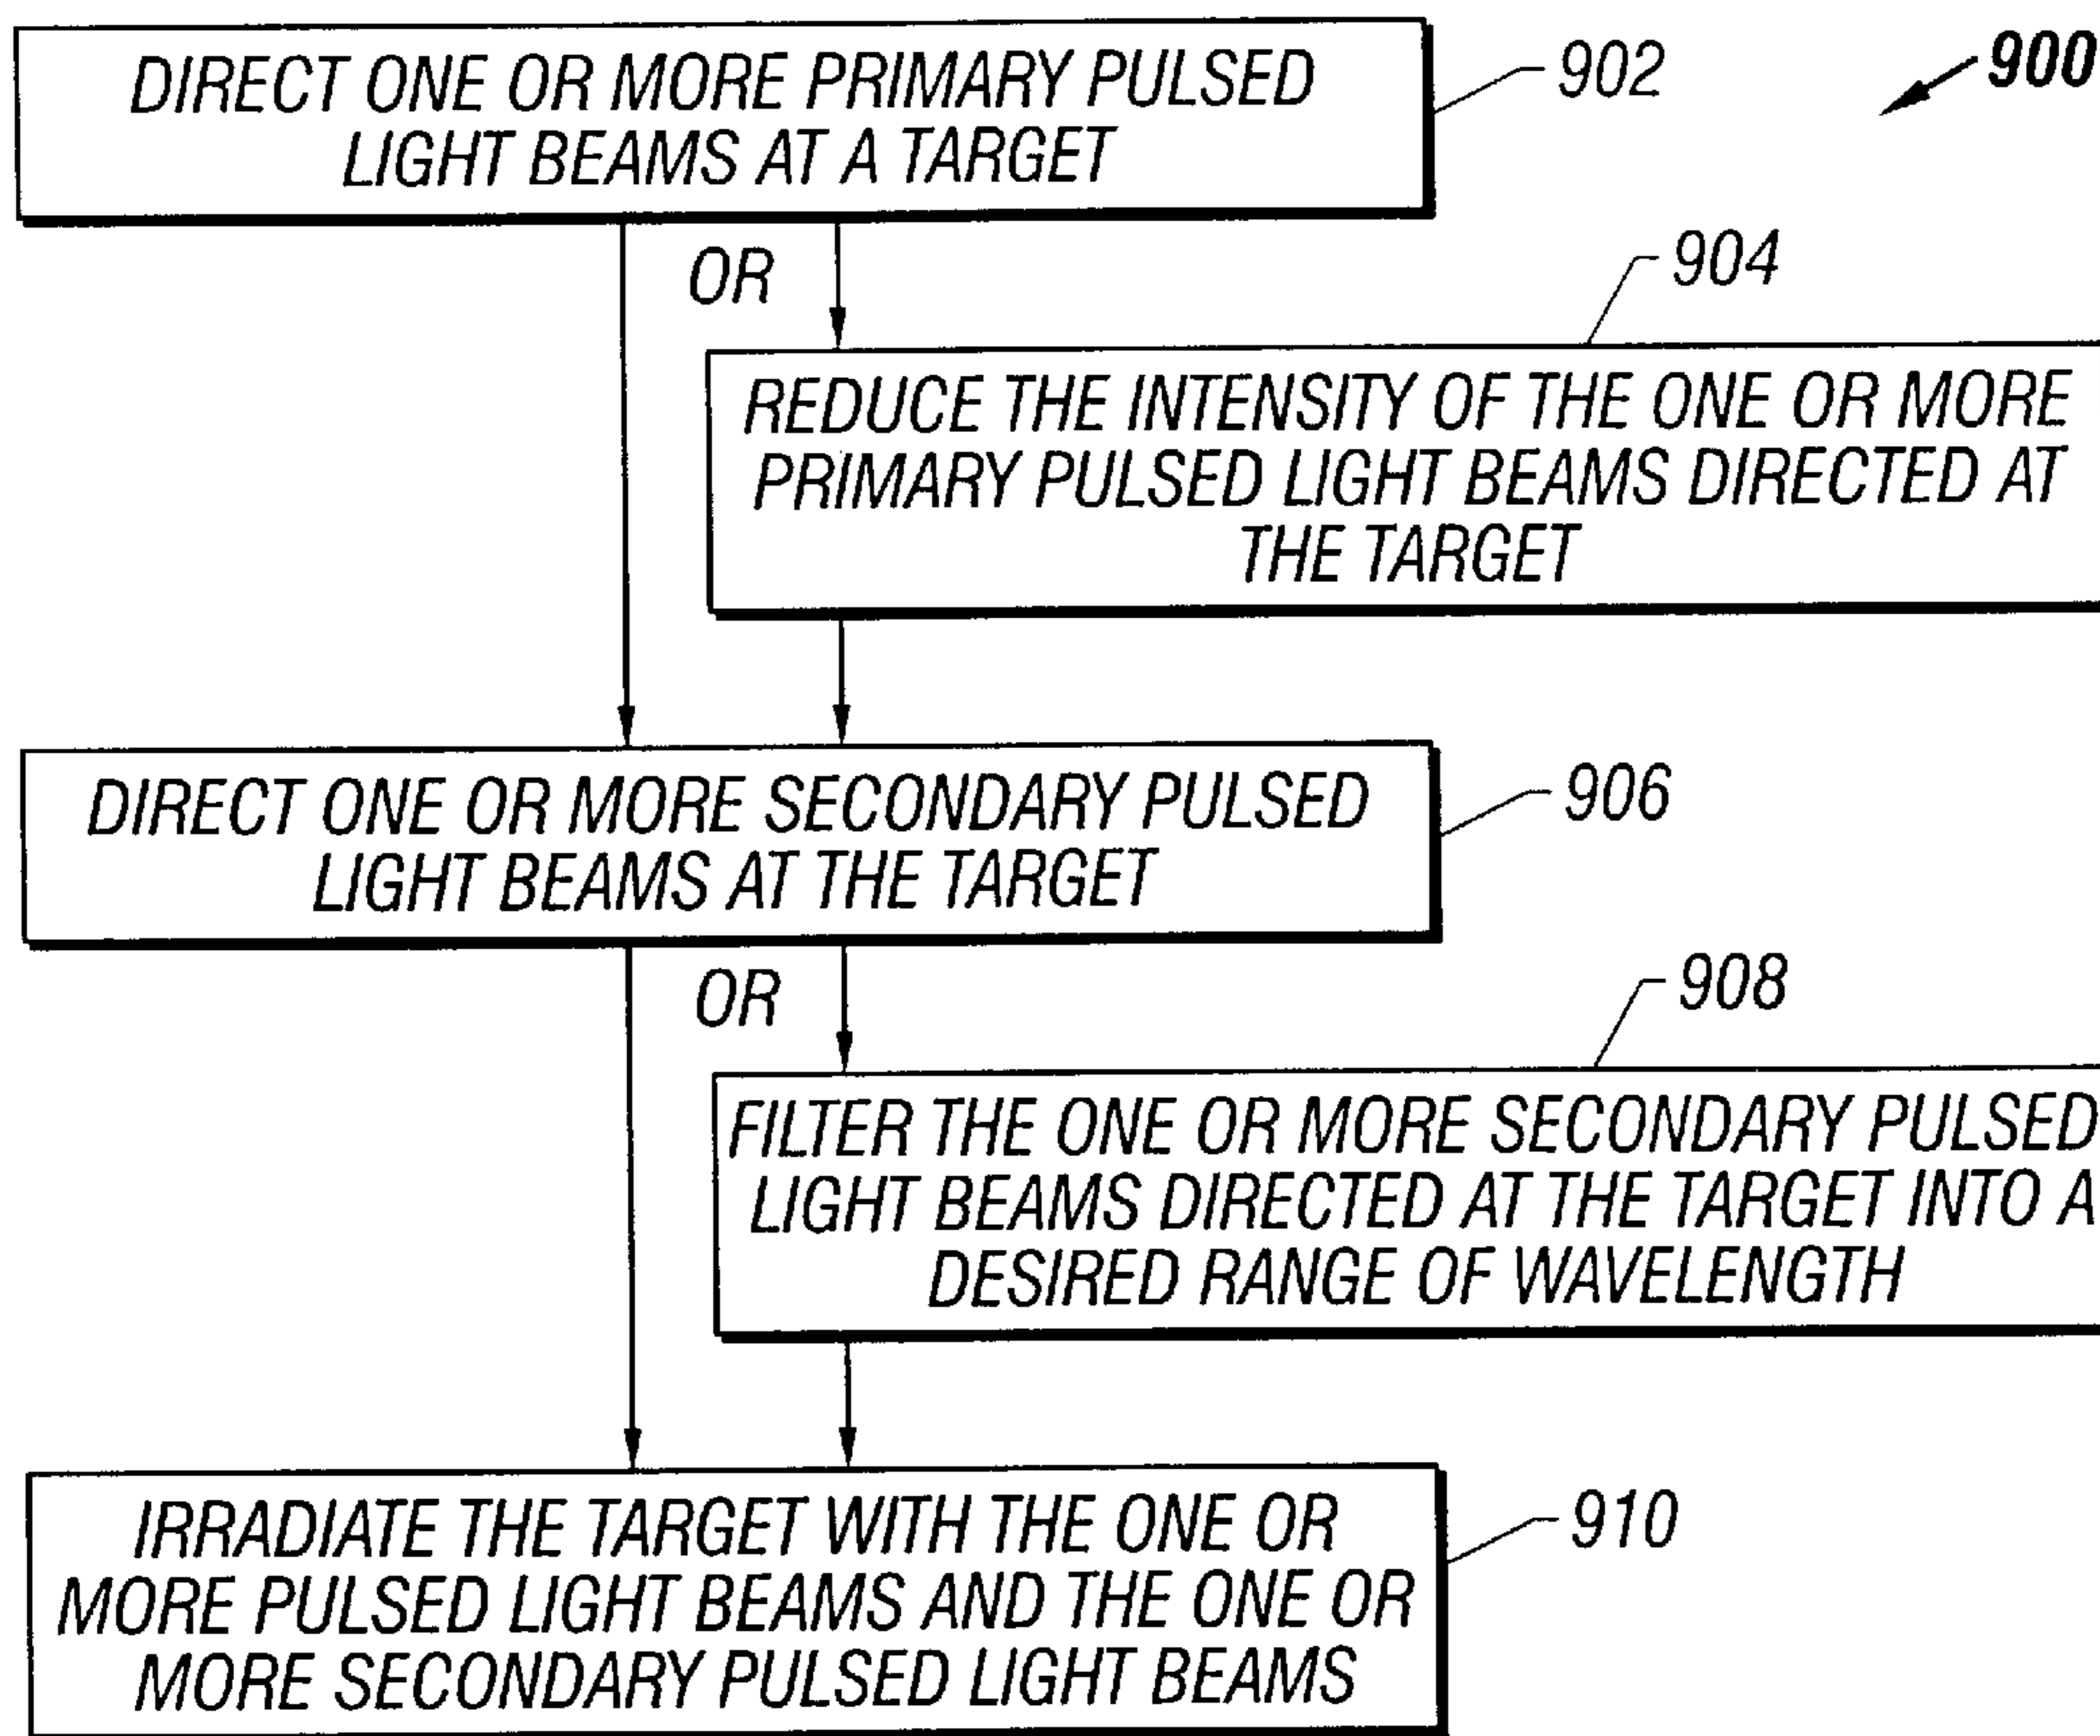 900
DIRECT ONE OR MORE PRIMARY PULSED
LIGHT BEAMS AT A TARGET
902
OR
904
REDUCE THE INTENSITY OF THE ONE OR MORE
PRIMARY PULSED LIGHT BEAMS DIRECTED AT
THE TARGET
DIRECT ONE OR MORE SECONDARY PULSED
LIGHT BEAMS AT THE TARGET
906
OR
908
FILTER THE ONE OR MORE SECONDARY PULSED
LIGHT BEAMS DIRECTED AT THE TARGET INTO A
DESIRED RANGE OF WAVELENGTH
IRRADIATE THE TARGET WITH THE ONE OR
MORE PULSED LIGHT BEAMS AND THE ONE OR
MORE SECONDARY PULSED LIGHT BEAMS
910